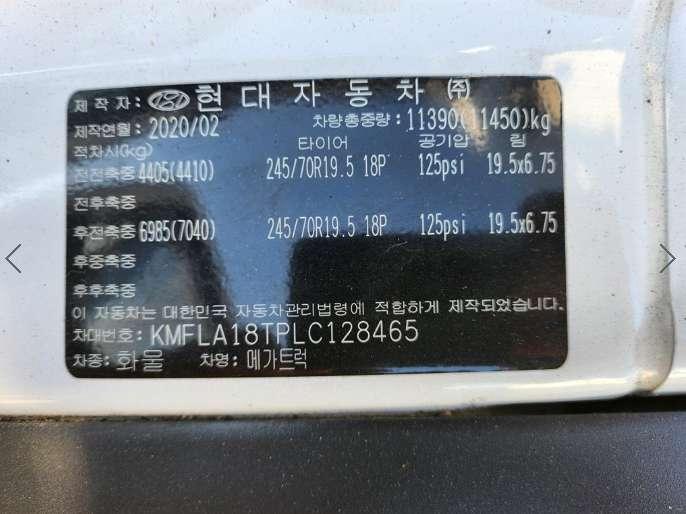 제작자: 현대자동차㈜
제작연월: 2020/02 차량총중량: 11390(11450)kg
적차시(kg) 타이어 공기압 림
전전축중 4405(4410) 245/70R19.5 18P 125psi 19.5x6.75
전후축중
후전축중 6985(7040) 245/70R19.5 18P 125psi 19.5x6.75
후중축중
후후축중
이 자동차는 대한민국 자동차관리법령에 적합하게 제작되었습니다.
차대번호: KMFLA18TPLC128465
차종: 화물 차명: 메가트럭